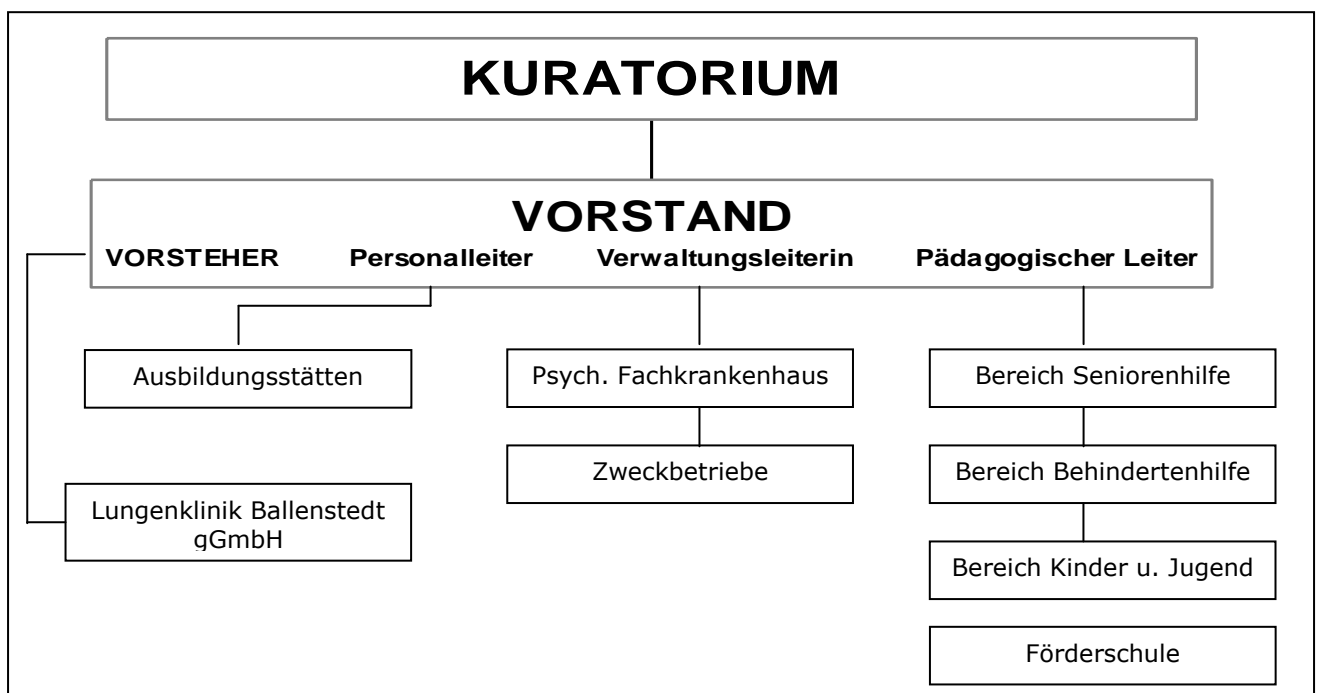 KURATORIUM
VORSTAND
VORSTEHER Personalleiter Verwaltungsleiterin Pädagogischer Leiter
Ausbildungsstätten
Psych. Fachkrankenhaus
Bereich Seniorenhilfe
Zweckbetriebe
Bereich Behindertenhilfe
Lungenklinik Ballenstedt
gGmbH
Bereich Kinder u. Jugend
Förderschule